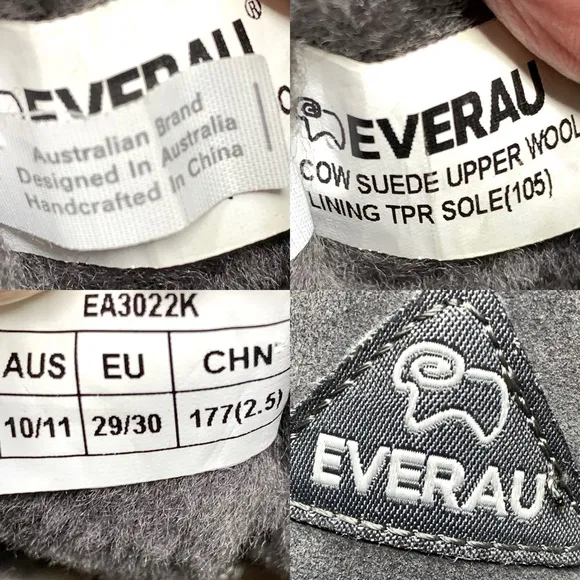 EVERAU
®
Australian Brand
Designed In Australia
Handcrafted In China
EVERAU
COW SUEDE UPPER WOOL
LINING TPR SOLE(105)
EA3022K
AUS EU CHN
10/11 29/30 177(2.5)
EVERAU